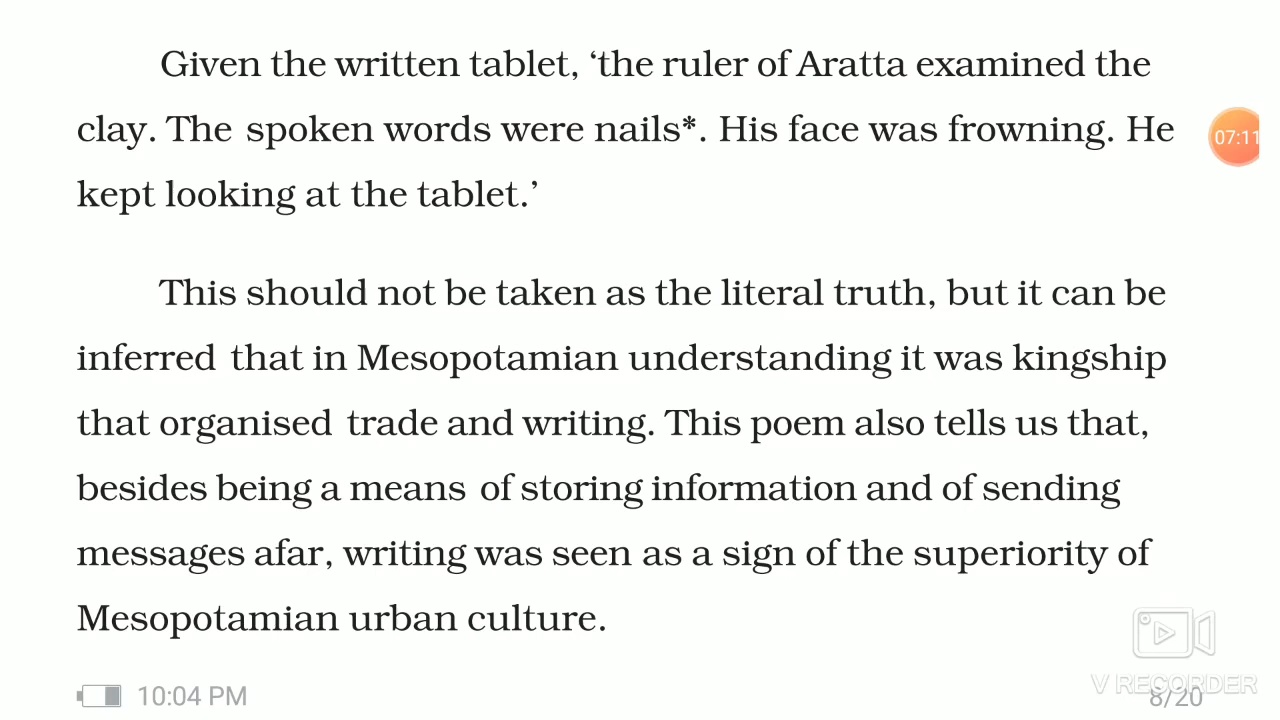 Given the written tablet, ‘the ruler of Aratta examined the
clay. The spoken words were nails*. His face was frowning. He
kept looking at the tablet.’
07:11
This should not be taken as the literal truth, but it can be
inferred that in Mesopotamian understanding it was kingship
that organised trade and writing. This poem also tells us that,
besides being a means of storing information and of sending
messages afar, writing was seen as a sign of the superiority of
Mesopotamian urban culture.
V RECORDER
10:04 PM
8/20